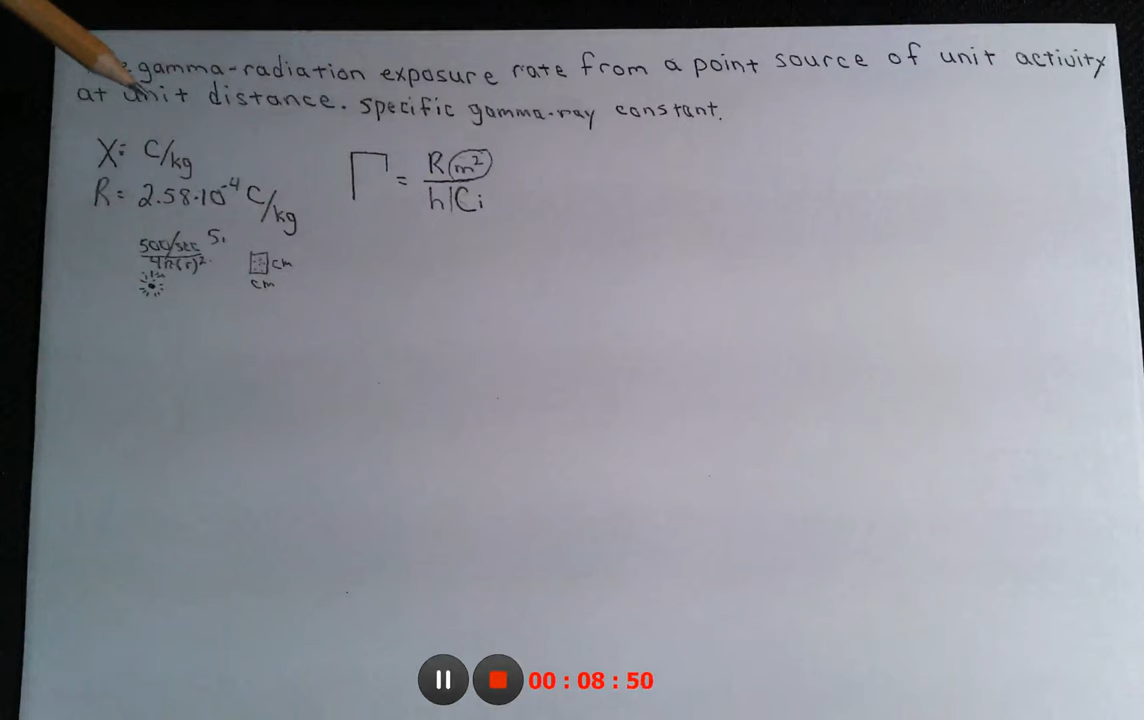 gamma-radiation exposure rate from a point source of unit activity
at unit distance. Specific gamma-ray constant.
X = C/kg
R = 2.58·10⁻⁴ C/kg
Γ = R(m²)
h|Ci
500/sec
4π(r)²
cm
cm
00 : 08 : 50